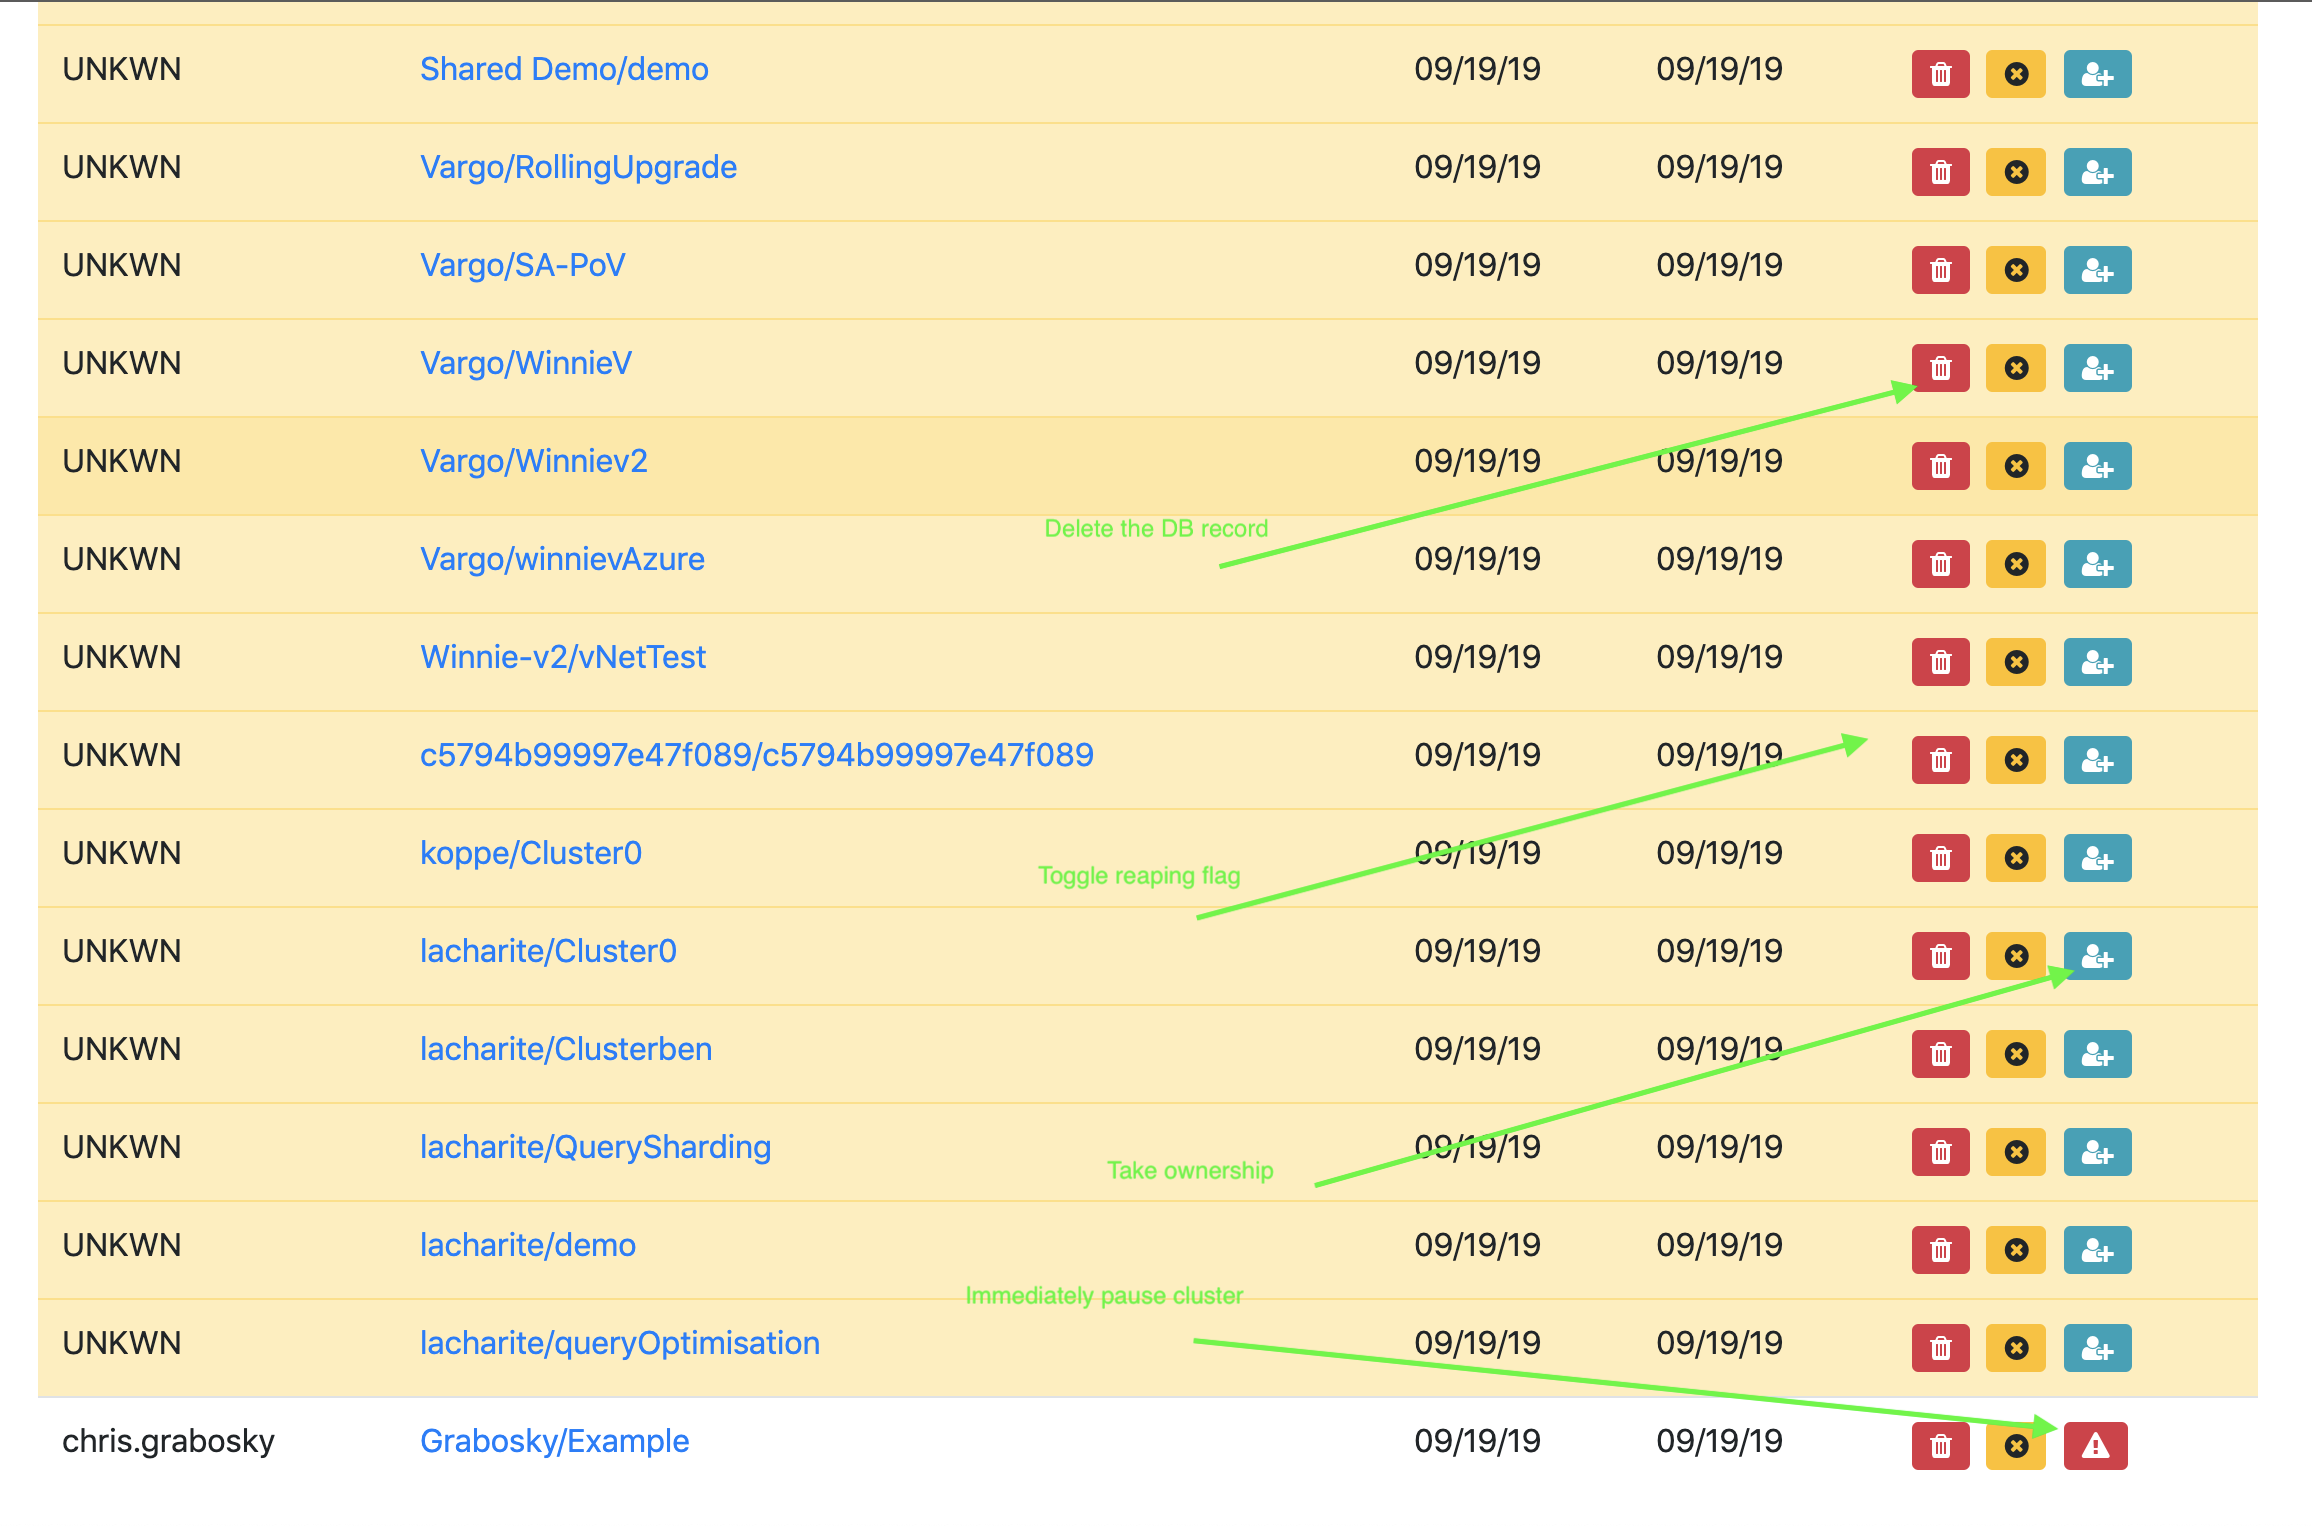 UNKWN Shared Demo/demo 09/19/19 09/19/19
UNKWN Vargo/RollingUpgrade 09/19/19 09/19/19
UNKWN Vargo/SA-PoV 09/19/19 09/19/19
UNKWN Vargo/WinnieV 09/19/19 09/19/19
UNKWN Vargo/Winniev2 09/19/19 09/19/19
Delete the DB record
UNKWN Vargo/winnievAzure 09/19/19 09/19/19
UNKWN Winnie-v2/vNetTest 09/19/19 09/19/19
UNKWN c5794b99997e47f089/c5794b99997e47f089 09/19/19 09/19/19
UNKWN koppe/Cluster0 09/19/19 09/19/19
Toggle reaping flag
UNKWN lacharite/Cluster0 09/19/19 09/19/19
UNKWN lacharite/Clusterben 09/19/19 09/19/19
UNKWN lacharite/QuerySharding 09/19/19 09/19/19
Take ownership
UNKWN lacharite/demo 09/19/19 09/19/19
Immediately pause cluster
UNKWN lacharite/queryOptimisation 09/19/19 09/19/19
chris.grabosky Grabosky/Example 09/19/19 09/19/19